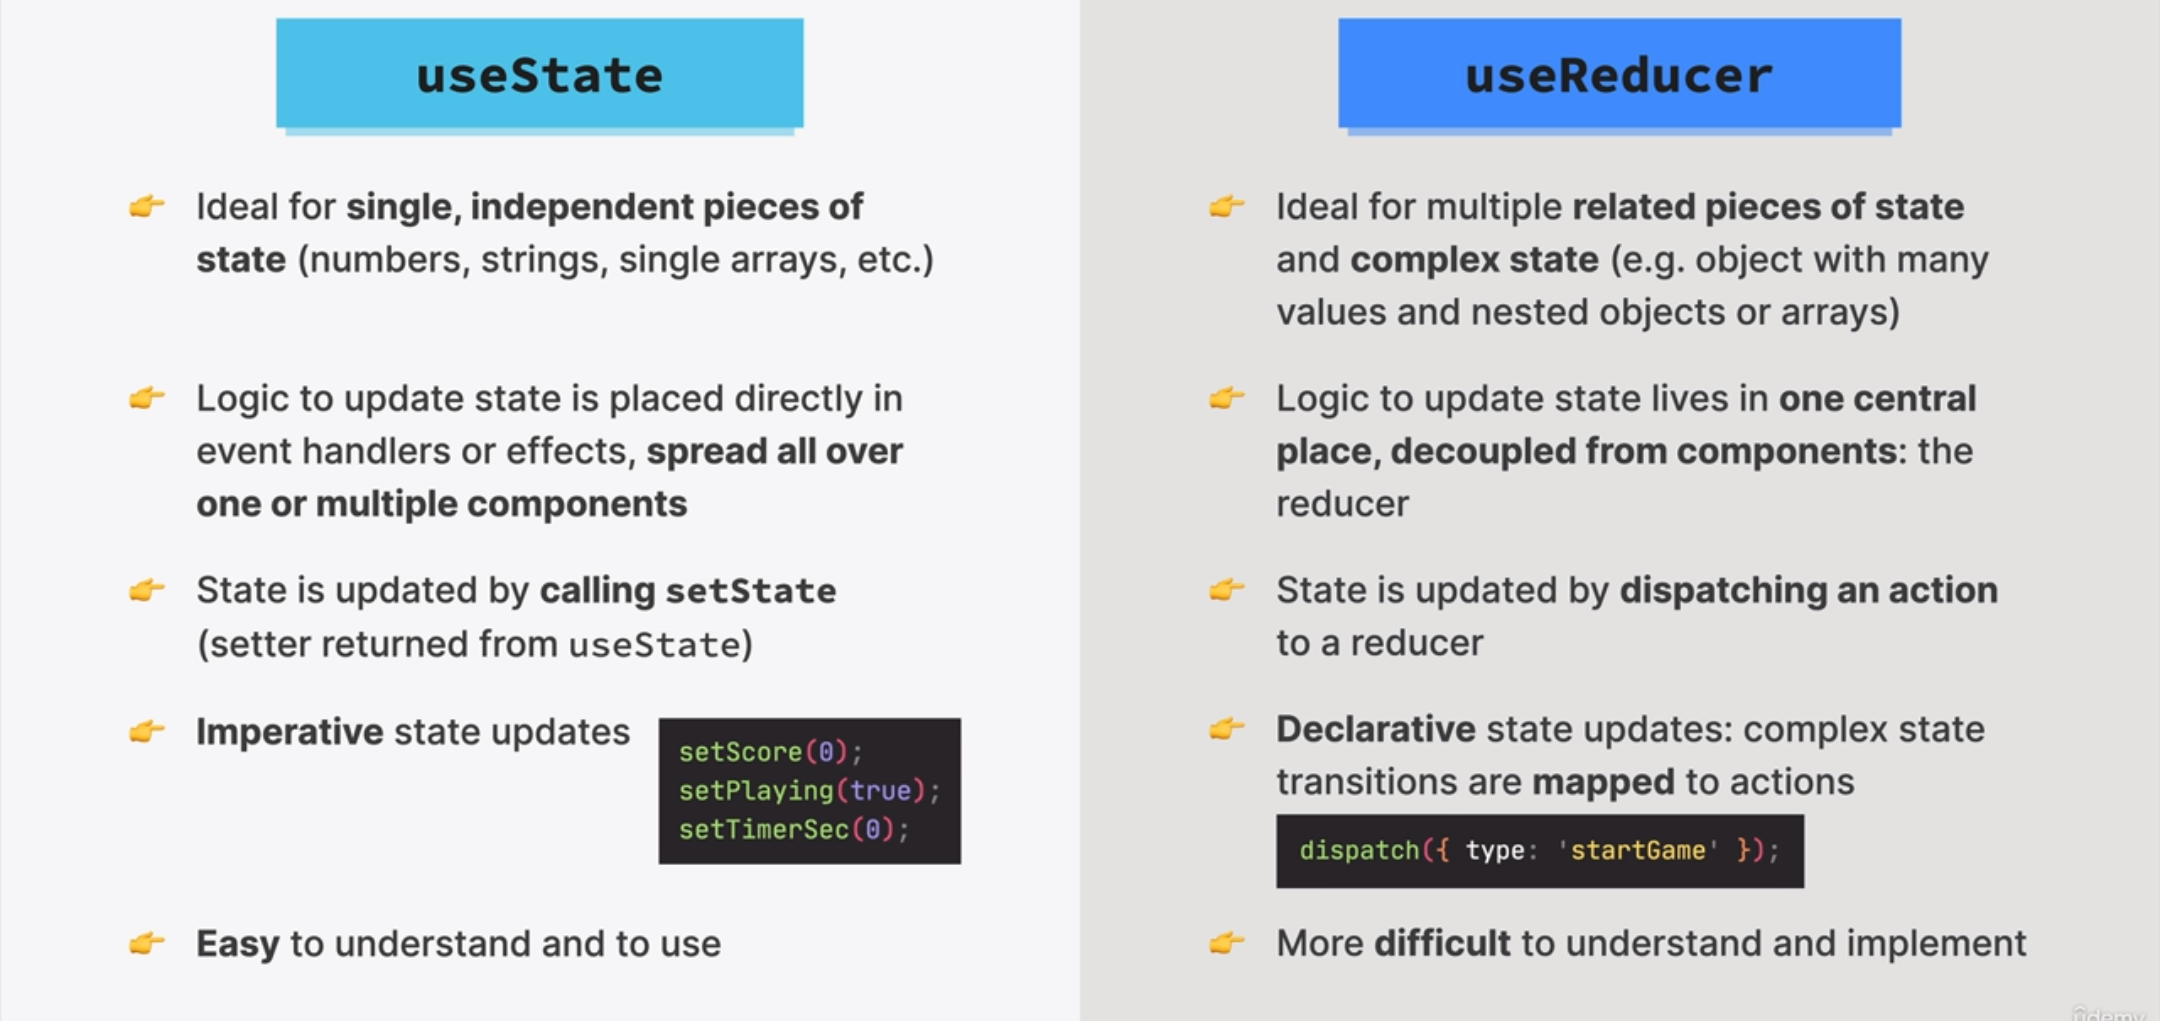 useState
Ideal for single, independent pieces of
state (numbers, strings, single arrays, etc.)
Logic to update state is placed directly in
event handlers or effects, spread all over
one or multiple components
State is updated by calling setState
(setter returned from useState)
Imperative state updates
setScore(0);
setPlaying(true);
setTimerSec(0);
Easy to understand and to use
useReducer
Ideal for multiple related pieces of state
and complex state (e.g. object with many
values and nested objects or arrays)
Logic to update state lives in one central
place, decoupled from components: the
reducer
State is updated by dispatching an action
to a reducer
Declarative state updates: complex state
transitions are mapped to actions
dispatch({ type: 'startGame' });
More difficult to understand and implement
ûdemy